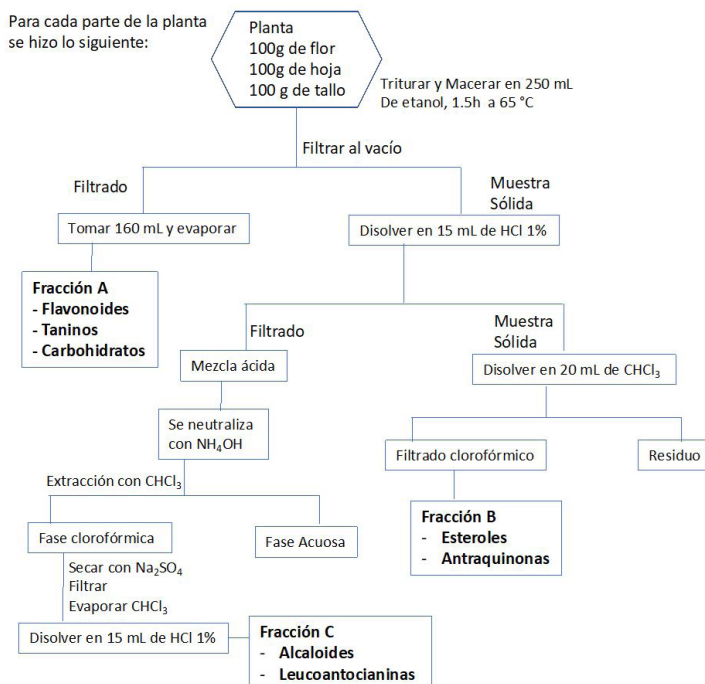 Para cada parte de la planta
se hizo lo siguiente:
Planta
100g de flor
100g de hoja
100 g de tallo
Triturar y Macerar en 250 mL
De etanol, 1.5h a 65 °C
Filtrar al vacío
Filtrado
Muestra
Sólida
Tomar 160 mL y evaporar
Disolver en 15 mL de HCl 1%
Fracción A
- Flavonoides
- Taninos
- Carbohidratos
Filtrado
Muestra
Sólida
Mezcla ácida
Disolver en 20 mL de CHCl₃
Se neutraliza
con NH₄OH
Filtrado clorofórmico
Residuo
Extracción con CHCl₃
Fracción B
- Esteroles
- Antraquinonas
Fase clorofórmica
Fase Acuosa
Secar con Na₂SO₄
Filtrar
Evaporar CHCl₃
Disolver en 15 mL de HCl 1%
Fracción C
- Alcaloides
- Leucoantocianinas